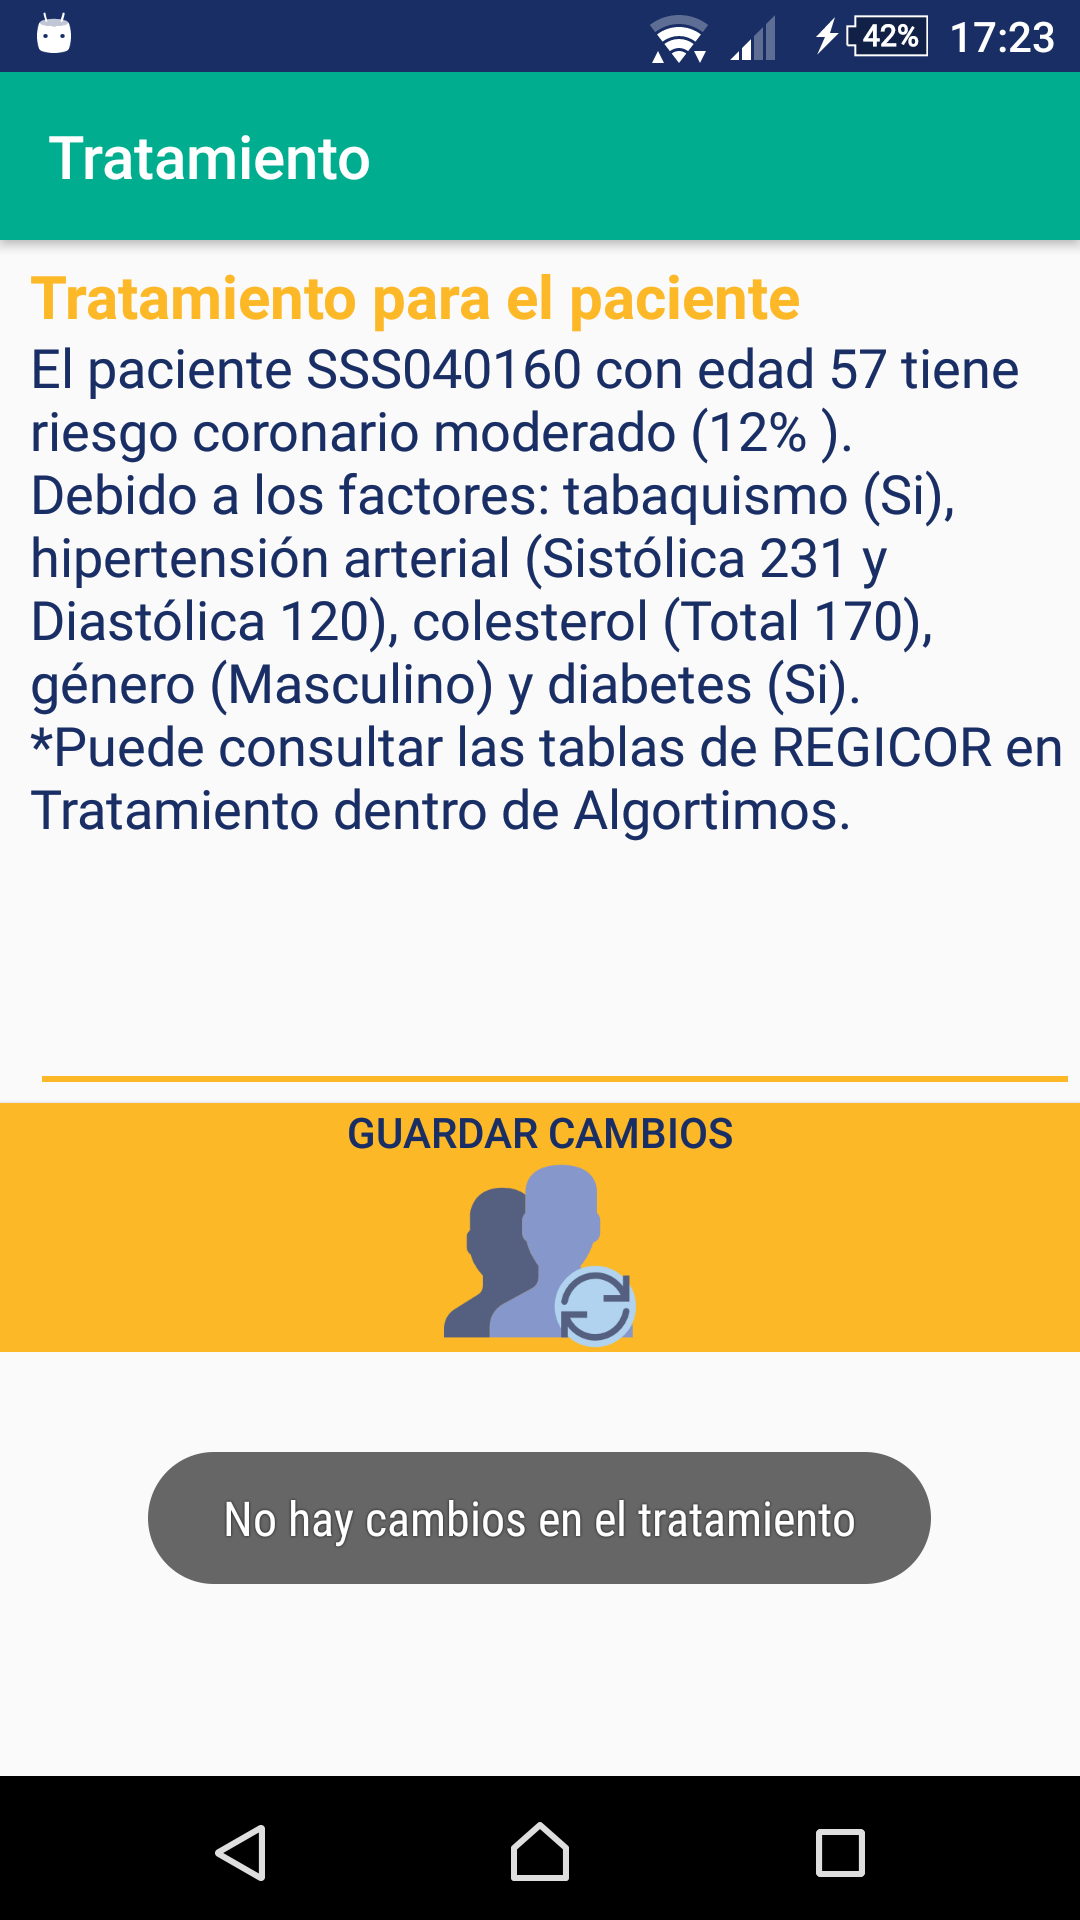 42% 17:23
Tratamiento
Tratamiento para el paciente
El paciente SSS040160 con edad 57 tiene
riesgo coronario moderado (12% ).
Debido a los factores: tabaquismo (Si),
hipertensión arterial (Sistólica 231 y
Diastólica 120), colesterol (Total 170),
género (Masculino) y diabetes (Si).
*Puede consultar las tablas de REGICOR en
Tratamiento dentro de Algortimos.
GUARDAR CAMBIOS
No hay cambios en el tratamiento